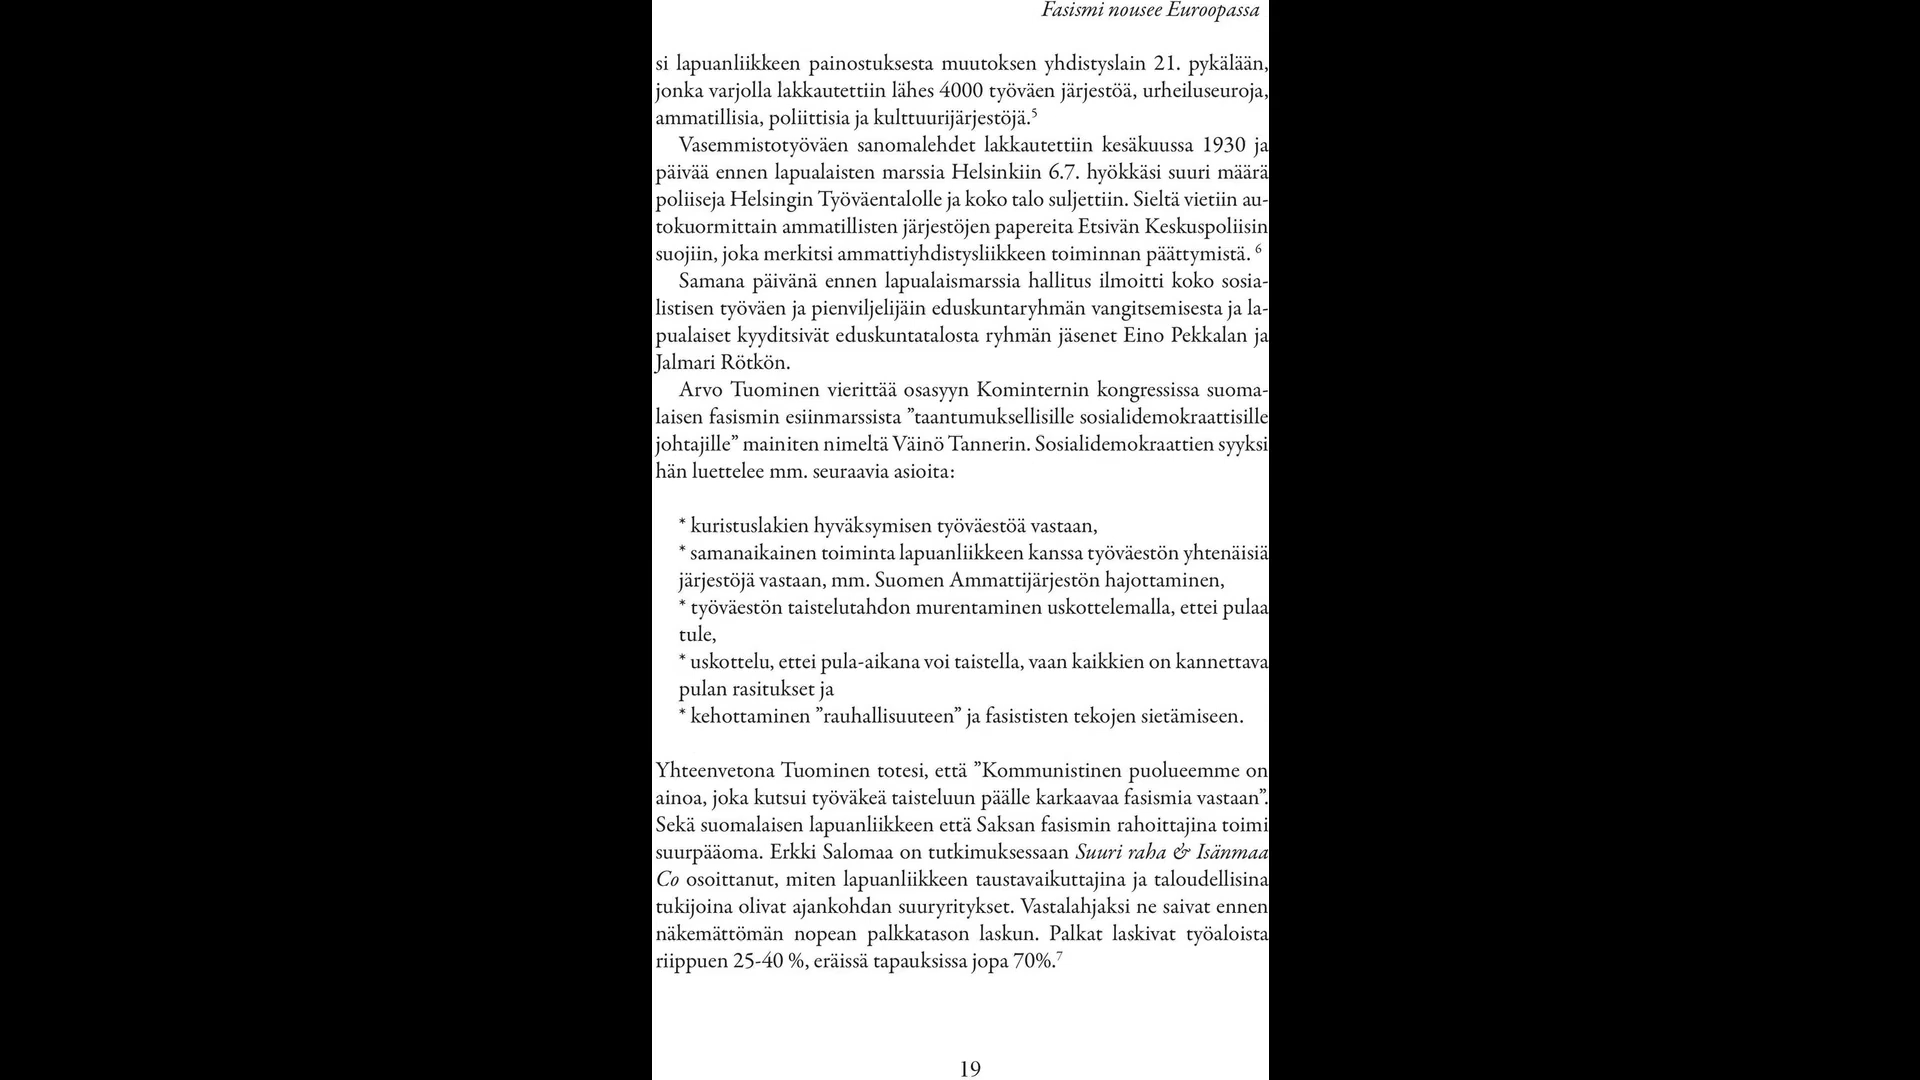 Fasismi nousee Euroopassa
si lapuanliikkeen painostuksesta muutoksen yhdistyslain 21. pykälään,
jonka varjolla lakkautettiin lähes 4000 työväen järjestöä, urheiluseuroja,
ammatillisia, poliittisia ja kulttuurijärjestöjä.5
Vasemmistotyöväen sanomalehdet lakkautettiin kesäkuussa 1930 ja
päivää ennen lapualaisten marssia Helsinkiin 6.7. hyökkäsi suuri määrä
poliiseja Helsingin Työväentalolle ja koko talo suljettiin. Sieltä vietiin au-
tokuormittain ammatillisten järjestöjen papereita Etsivän Keskuspoliisin
suojiin, joka merkitsi ammattiyhdistysliikkeen toiminnan päättymistä. 6
Samana päivänä ennen lapualaismarssia hallitus ilmoitti koko sosia-
listisen työväen ja pienviljelijäin eduskuntaryhmän vangitsemisesta ja la-
pualaiset kyyditsivät eduskuntatalosta ryhmän jäsenet Eino Pekkalan ja
Jalmari Rötkön.
Arvo Tuominen vierittää osasyyn Kominternin kongressissa suoma-
laisen fasismin esiinmarssista ”taantumuksellisille sosialidemokraattisille
johtajille” mainiten nimeltä Väinö Tannerin. Sosialidemokraattien syyksi
hän luettelee mm. seuraavia asioita:
* kuristuslakien hyväksymisen työväestöä vastaan,
* samanaikainen toiminta lapuanliikkeen kanssa työväestön yhtenäisiä
järjestöjä vastaan, mm. Suomen Ammattijärjestön hajottaminen,
* työväestön taistelutahdon murentaminen uskottelemalla, ettei pulaa
tule,
* uskottelu, ettei pula-aikana voi taistella, vaan kaikkien on kannettava
pulan rasitukset ja
* kehottaminen ”rauhallisuuteen” ja fasististen tekojen sietämiseen.
Yhteenvetona Tuominen totesi, että ”Kommunistinen puolueemme on
ainoa, joka kutsui työväkeä taisteluun päälle karkaavaa fasismia vastaan”.
Sekä suomalaisen lapuanliikkeen että Saksan fasismin rahoittajina toimi
suurpääoma. Erkki Salomaa on tutkimuksessaan Suuri raha & Isänmaa
Co osoittanut, miten lapuanliikkeen taustavaikuttajina ja taloudellisina
tukijoina olivat ajankohdan suuryritykset. Vastalahjaksi ne saivat ennen
näkemättömän nopean palkkatason laskun. Palkat laskivat työaloista
riippuen 25-40 %, eräissä tapauksissa jopa 70%.7
19